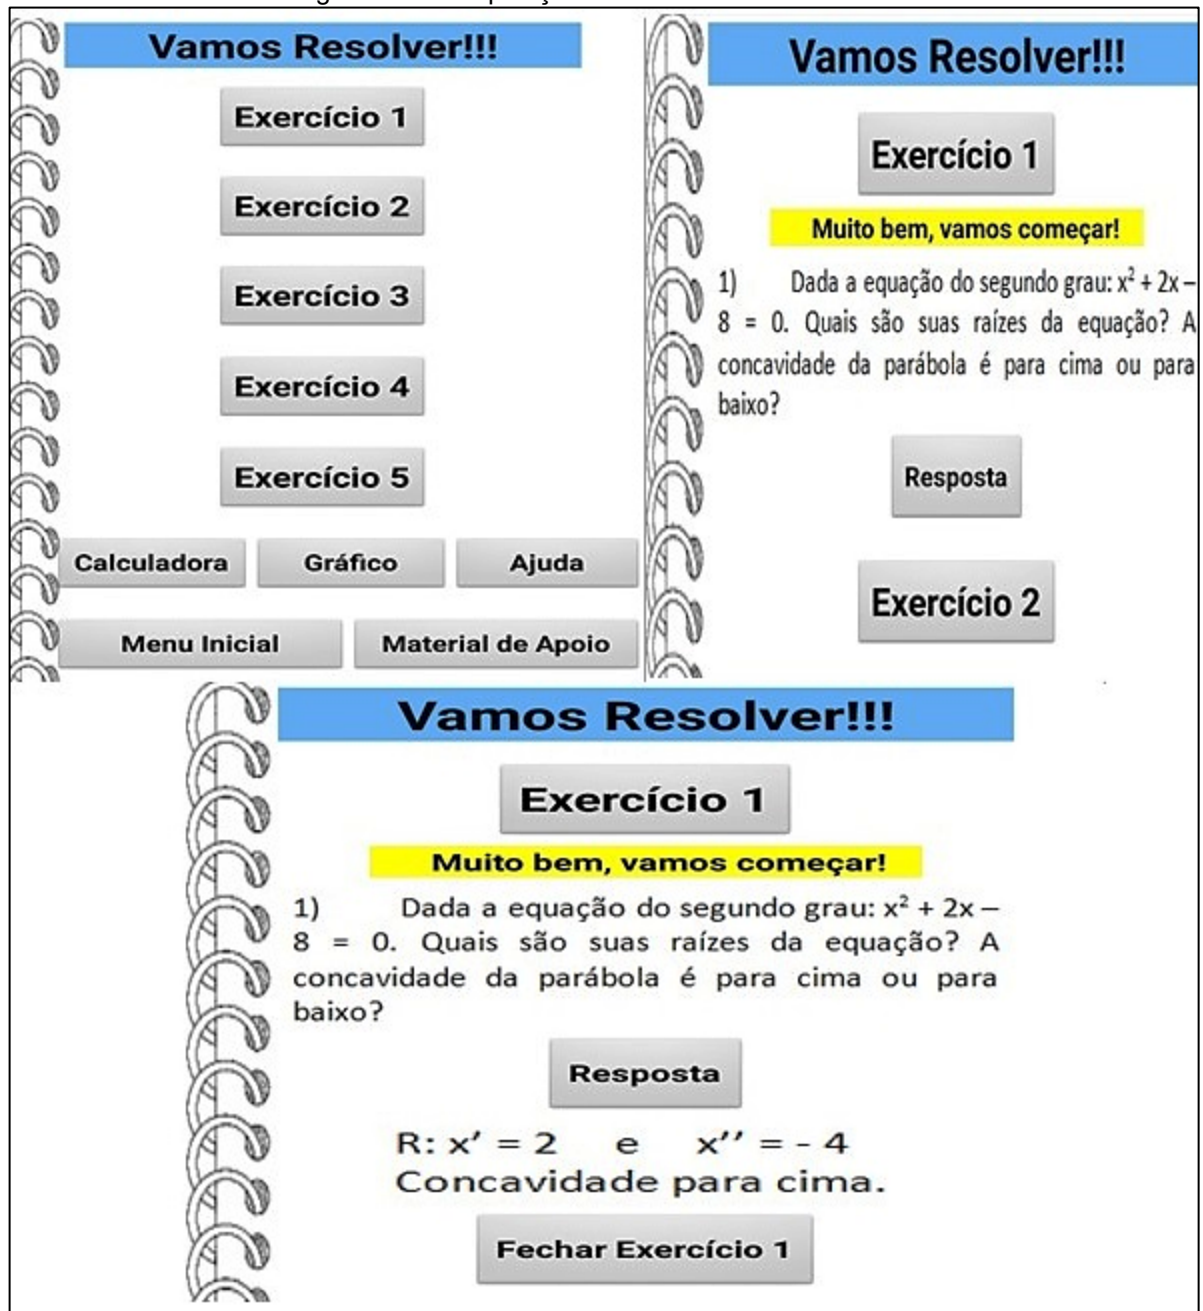 Vamos Resolver!!!
Exercício 1
Exercício 2
Exercício 3
Exercício 4
Exercício 5
Calculadora Gráfico Ajuda
Menu Inicial Material de Apoio
Vamos Resolver!!!
Exercício 1
Muito bem, vamos começar!
1) Dada a equação do segundo grau: x² + 2x –
8 = 0. Quais são suas raízes da equação? A
concavidade da parábola é para cima ou para
baixo?
Resposta
Exercício 2
Vamos Resolver!!!
Exercício 1
Muito bem, vamos começar!
1) Dada a equação do segundo grau: x² + 2x –
8 = 0. Quais são suas raízes da equação? A
concavidade da parábola é para cima ou para
baixo?
Resposta
R: x′ = 2 e x′′ = - 4
Concavidade para cima.
Fechar Exercício 1